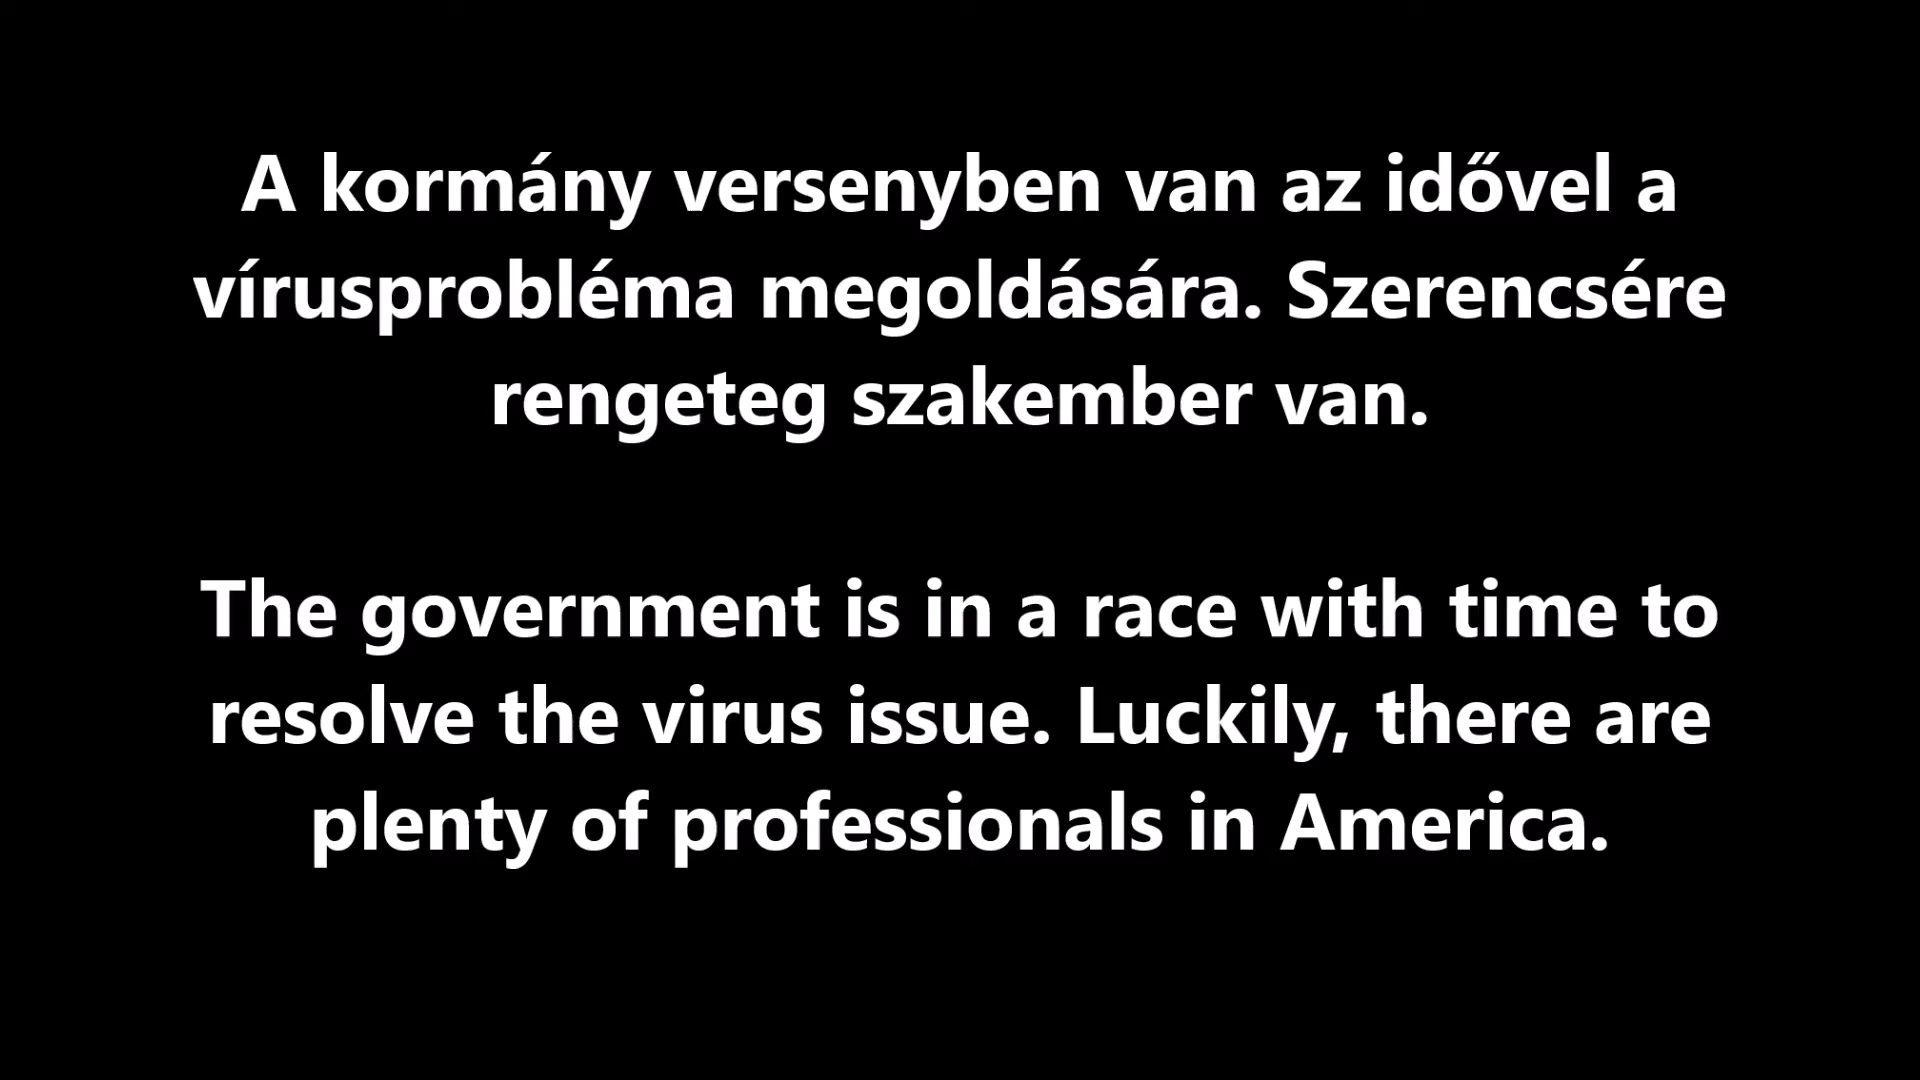 A kormány versenyben van az idővel a
vírusprobléma megoldására. Szerencsére
rengeteg szakember van.
The government is in a race with time to
resolve the virus issue. Luckily, there are
plenty of professionals in America.